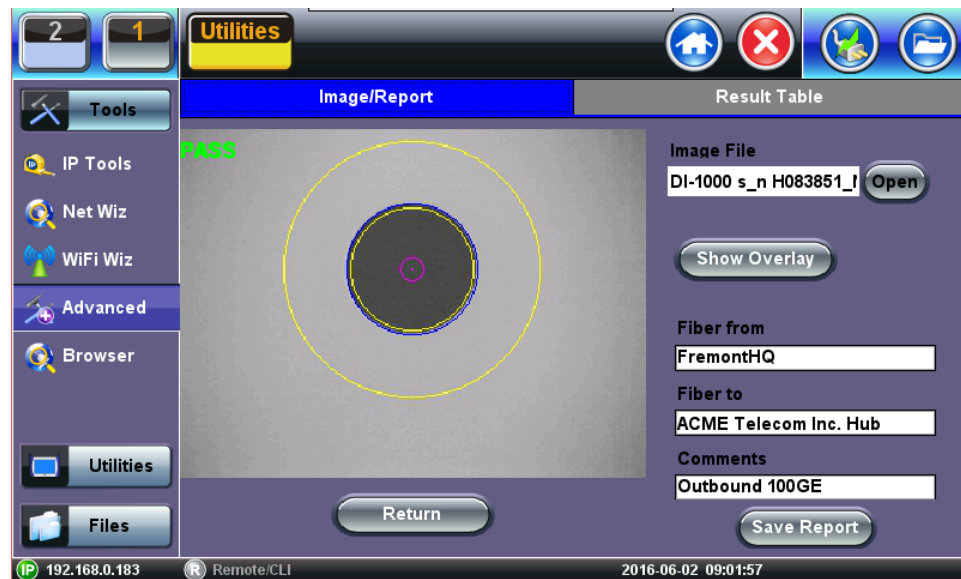 2
1
Utilities
Tools
IP Tools
Net Wiz
WiFi Wiz
Advanced
Browser
Utilities
Files
Image/Report
Result Table
PASS
Image File
DI-1000 s_n H083851_
Open
Show Overlay
Fiber from
FremontHQ
Fiber to
ACME Telecom Inc. Hub
Comments
Outbound 100GE
Return
Save Report
IP 192.168.0.183
R Remote/CLI
2016-06-02 09:01:57